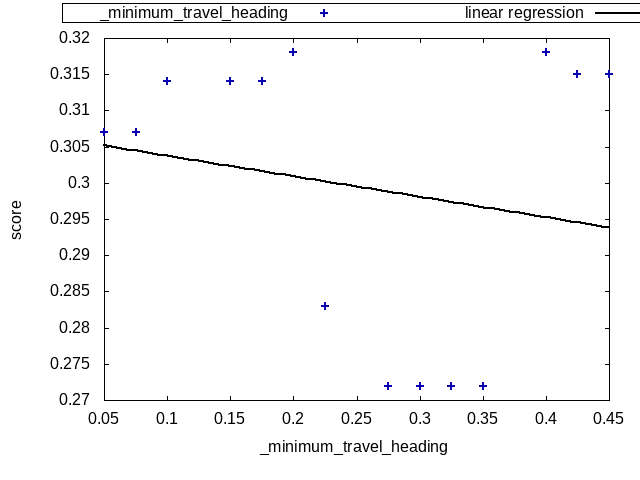 _minimum_travel_heading linear regression
0.32
0.315
0.31
0.305
0.3
0.295
0.29
0.285
0.28
0.275
0.27
score
0.05 0.1 0.15 0.2 0.25 0.3 0.35 0.4 0.45
_minimum_travel_heading